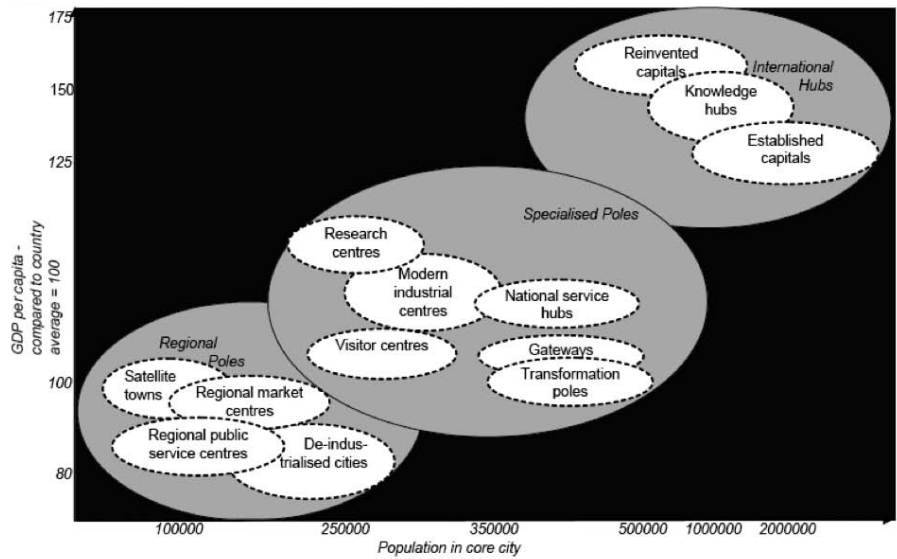 175
150
125
100
80
GDP per capita -
compared to country
average = 100
Reinvented
capitals
International
Hubs
Knowledge
hubs
Established
capitals
Specialised Poles
Research
centres
Modern
industrial
centres
National service
hubs
Visitor centres
Gateways
Transformation
poles
Regional
Poles
Satellite
towns
Regional market
centres
Regional public
service centres
De-indus-
trialised cities
100000
250000
350000
500000
1000000
2000000
Population in core city